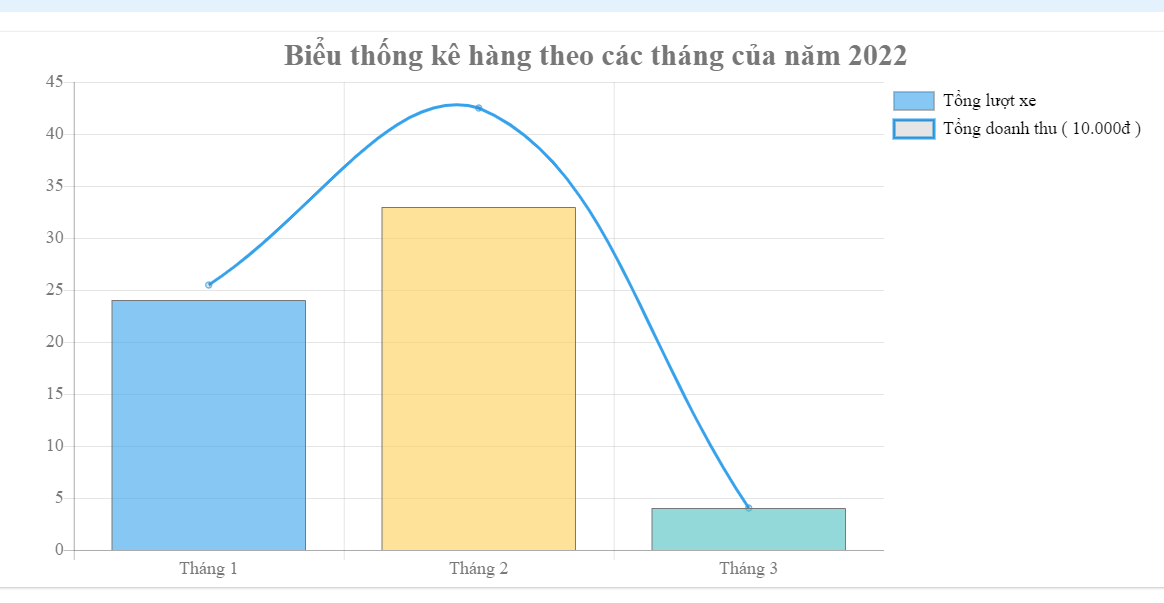 Biểu thống kê hàng theo các tháng của năm 2022
Tổng lượt xe
Tổng doanh thu ( 10.000đ )
45
40
35
30
25
20
15
10
5
0
Tháng 1
Tháng 2
Tháng 3